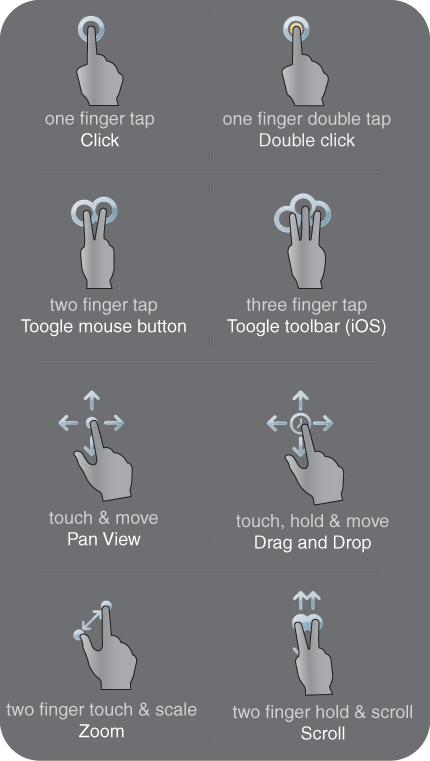 one finger tap
Click
one finger double tap
Double click
two finger tap
Toogle mouse button
three finger tap
Toogle toolbar (iOS)
touch & move
Pan View
touch, hold & move
Drag and Drop
two finger touch & scale
Zoom
two finger hold & scroll
Scroll